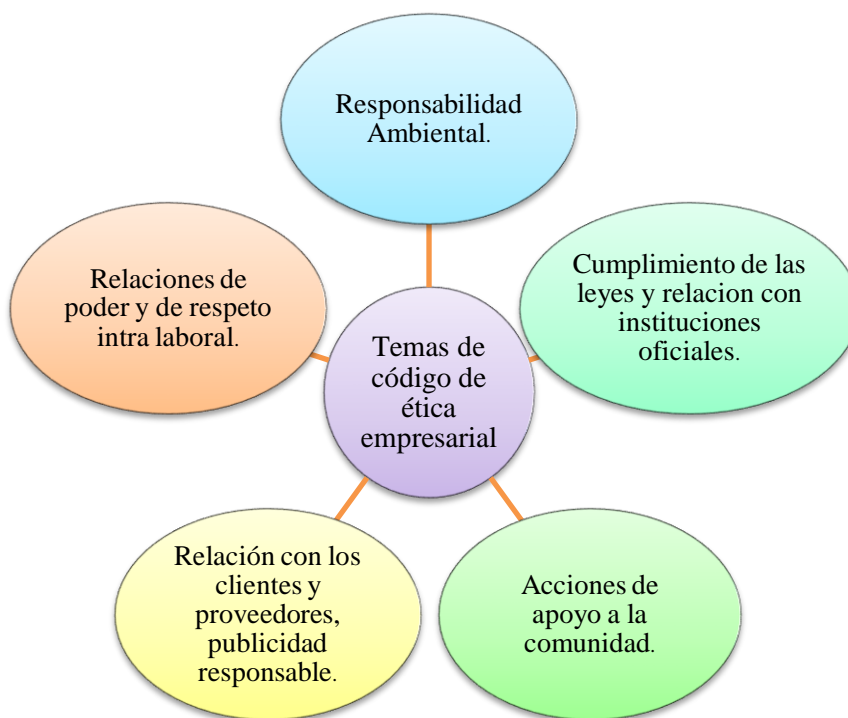 Responsabilidad
Ambiental.
Relaciones de
poder y de respeto
intra laboral.
Cumplimiento de las
leyes y relacion con
instituciones
oficiales.
Temas de
código de
ética
empresarial
Relación con los
clientes y
proveedores,
publicidad
responsable.
Acciones de
apoyo a la
comunidad.